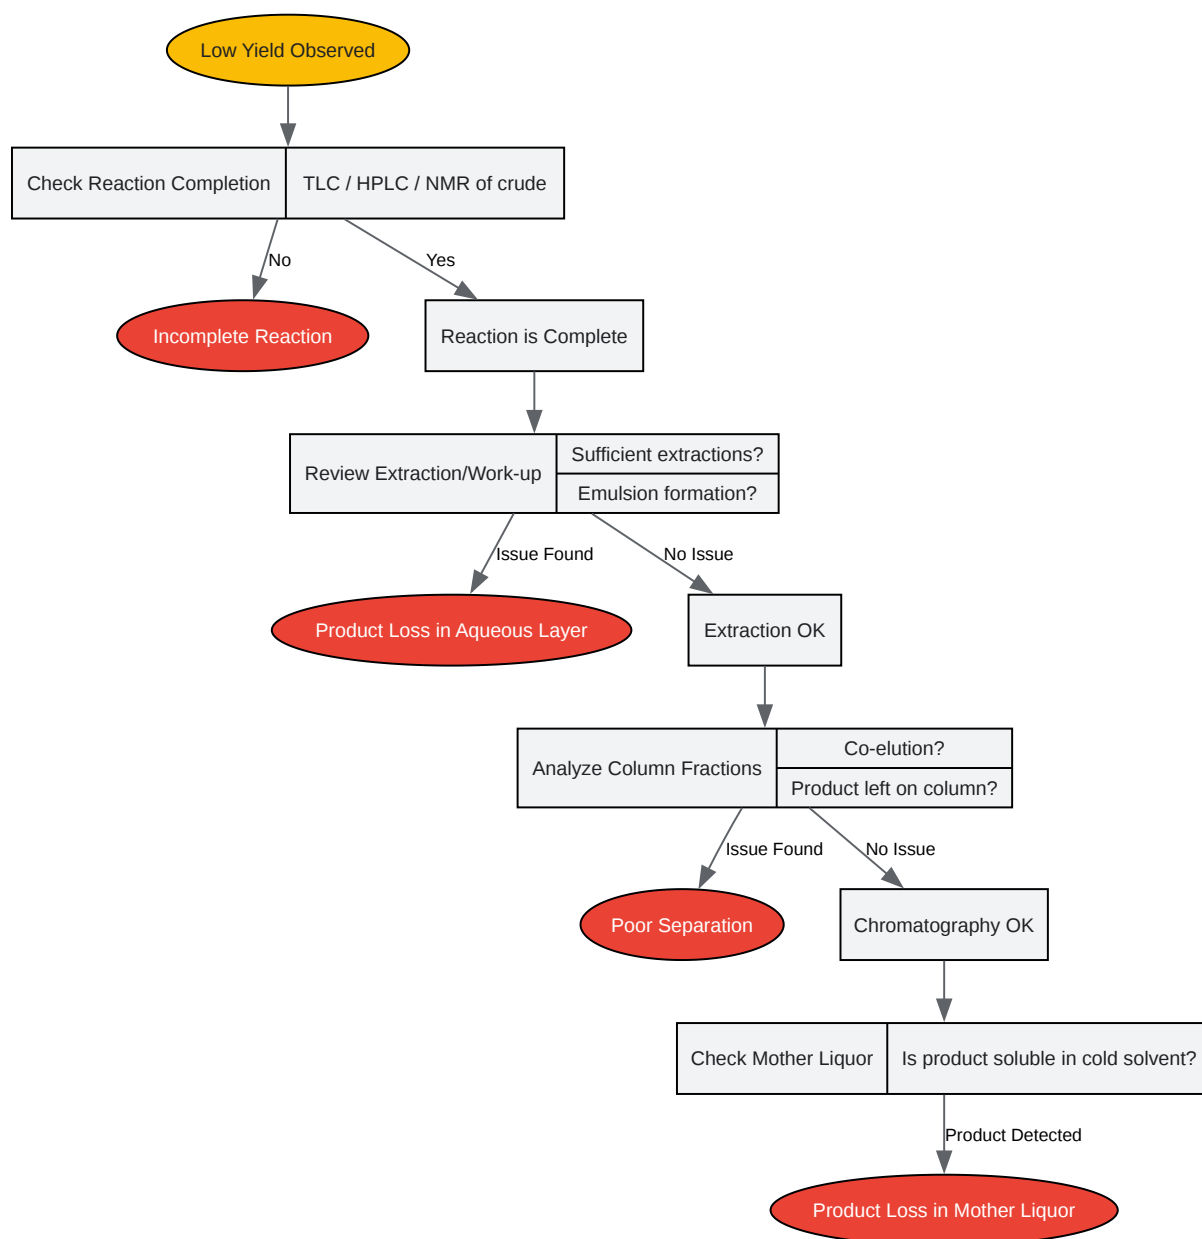 Low Yield Observed
Check Reaction Completion
TLC / HPLC / NMR of crude
No
Yes
Incomplete Reaction
Reaction is Complete
Review Extraction/Work-up
Sufficient extractions?
Emulsion formation?
Issue Found
No Issue
Product Loss in Aqueous Layer
Extraction OK
Analyze Column Fractions
Co-elution?
Product left on column?
Issue Found
No Issue
Poor Separation
Chromatography OK
Check Mother Liquor
Is product soluble in cold solvent?
Product Detected
Product Loss in Mother Liquor